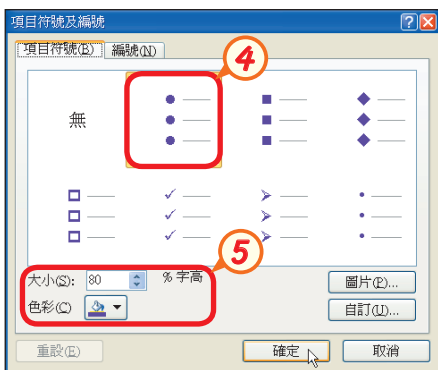 項目符號及編號
項目符號(B) 編號(N)
4
無
5
大小(S): 80 % 字高
圖片(P)...
色彩(C)
自訂(U)...
重設(E) 確定 取消